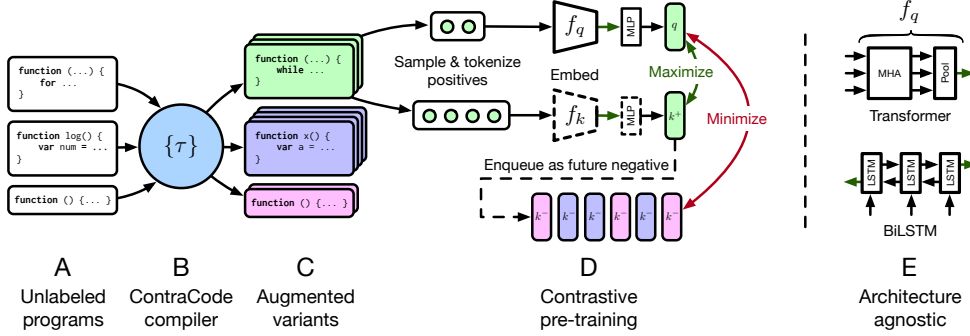 function (...) {
for ...
}
function log() {
var num = ...
}
function () {... }
{τ}
function (...) {
while ...
}
function x() {
var a = ...
}
function () {... }
Sample & tokenize
positives
f_q
MLP
q
Embed
Maximize
f_k
MLP
k⁺
Minimize
Enqueue as future negative
k⁻ k⁻ k⁻ k⁻ k⁻ k⁻
f_q
MHA
Pool
Transformer
LSTM LSTM LSTM
BiLSTM
A
Unlabeled
programs
B
ContraCode
compiler
C
Augmented
variants
D
Contrastive
pre-training
E
Architecture
agnostic